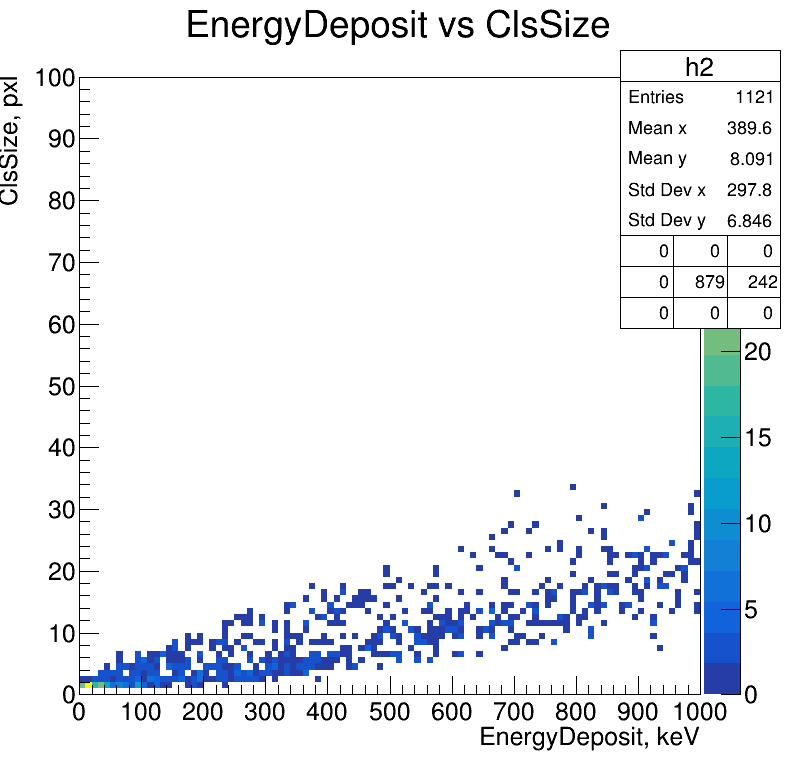 EnergyDeposit vs ClsSize
h2
Entries 1121
Mean x 389.6
Mean y 8.091
Std Dev x 297.8
Std Dev y 6.846
0 0 0
0 879 242
0 0 0
ClsSize, pxl
100
90
80
70
60
50
40
30
20
10
0
20
15
10
5
0
0 100 200 300 400 500 600 700 800 900 1000
EnergyDeposit, keV